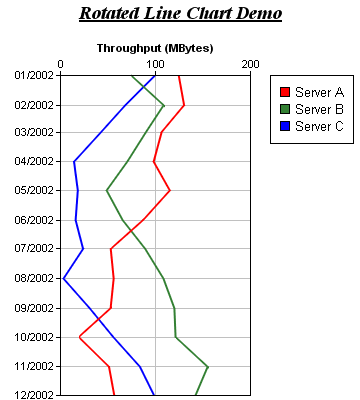 Rotated Line Chart Demo
Throughput (MBytes)
0 100 200
01/2002
02/2002
03/2002
04/2002
05/2002
06/2002
07/2002
08/2002
09/2002
10/2002
11/2002
12/2002
Server A
Server B
Server C